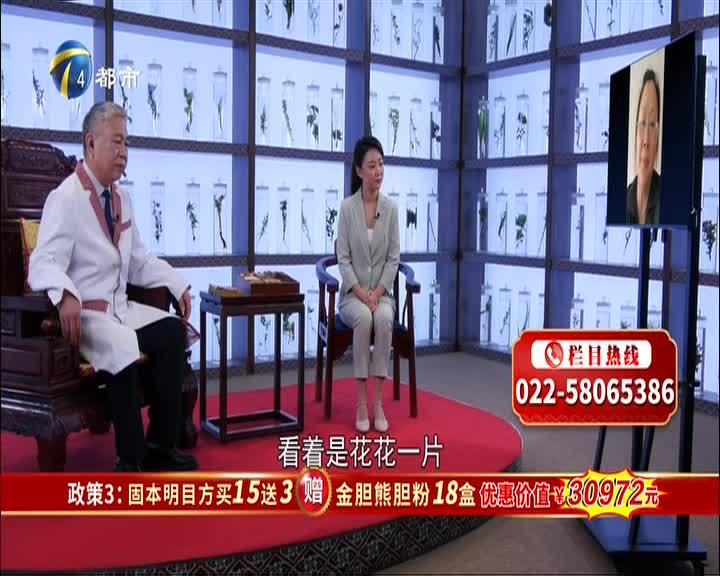 4 都市
栏目热线
022-58065386
看着是花花一片
政策3：固本明目方买15送3 赠 金胆熊胆粉18盒 优惠价值￥30972元